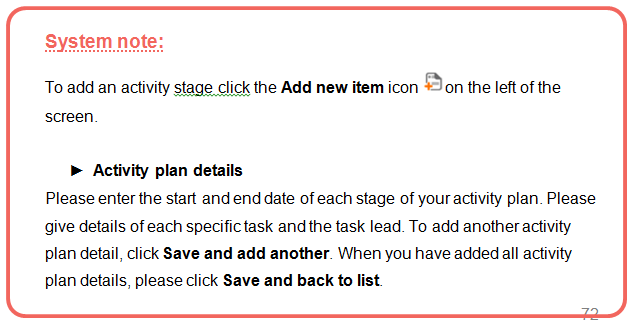 System note:
To add an activity stage click the Add new item icon on the left of the
screen.
► Activity plan details
Please enter the start and end date of each stage of your activity plan. Please
give details of each specific task and the task lead. To add another activity
plan detail, click Save and add another. When you have added all activity
plan details, please click Save and back to list.
72